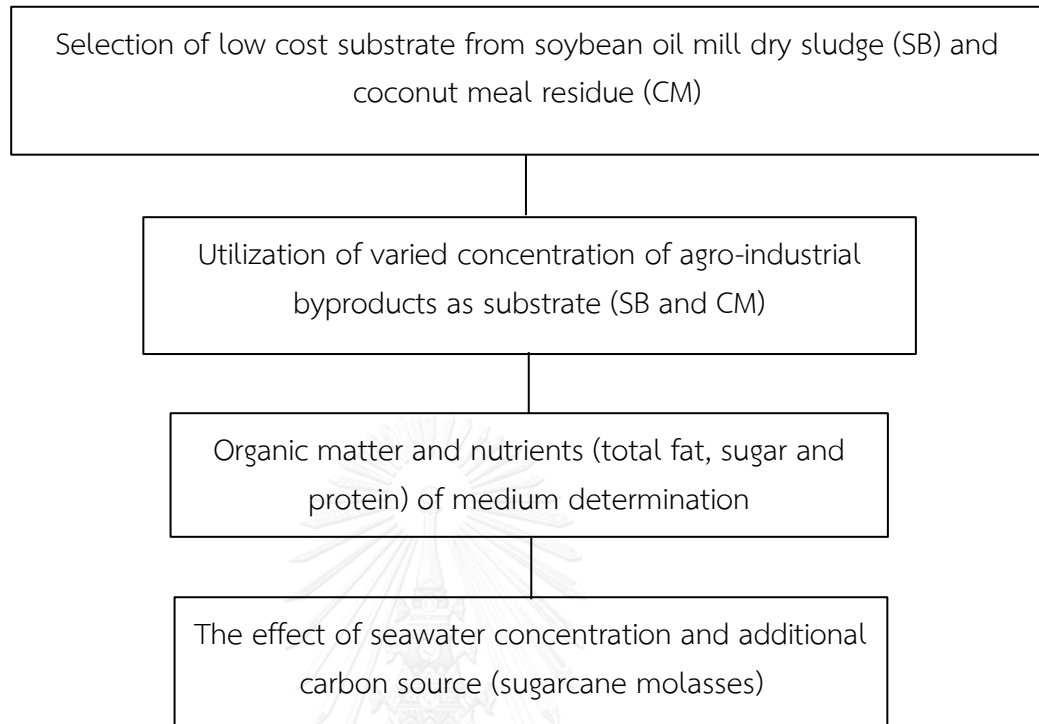 Selection of low cost substrate from soybean oil mill dry sludge (SB) and
coconut meal residue (CM)
Utilization of varied concentration of agro-industrial
byproducts as substrate (SB and CM)
Organic matter and nutrients (total fat, sugar and
protein) of medium determination
The effect of seawater concentration and additional
carbon source (sugarcane molasses)